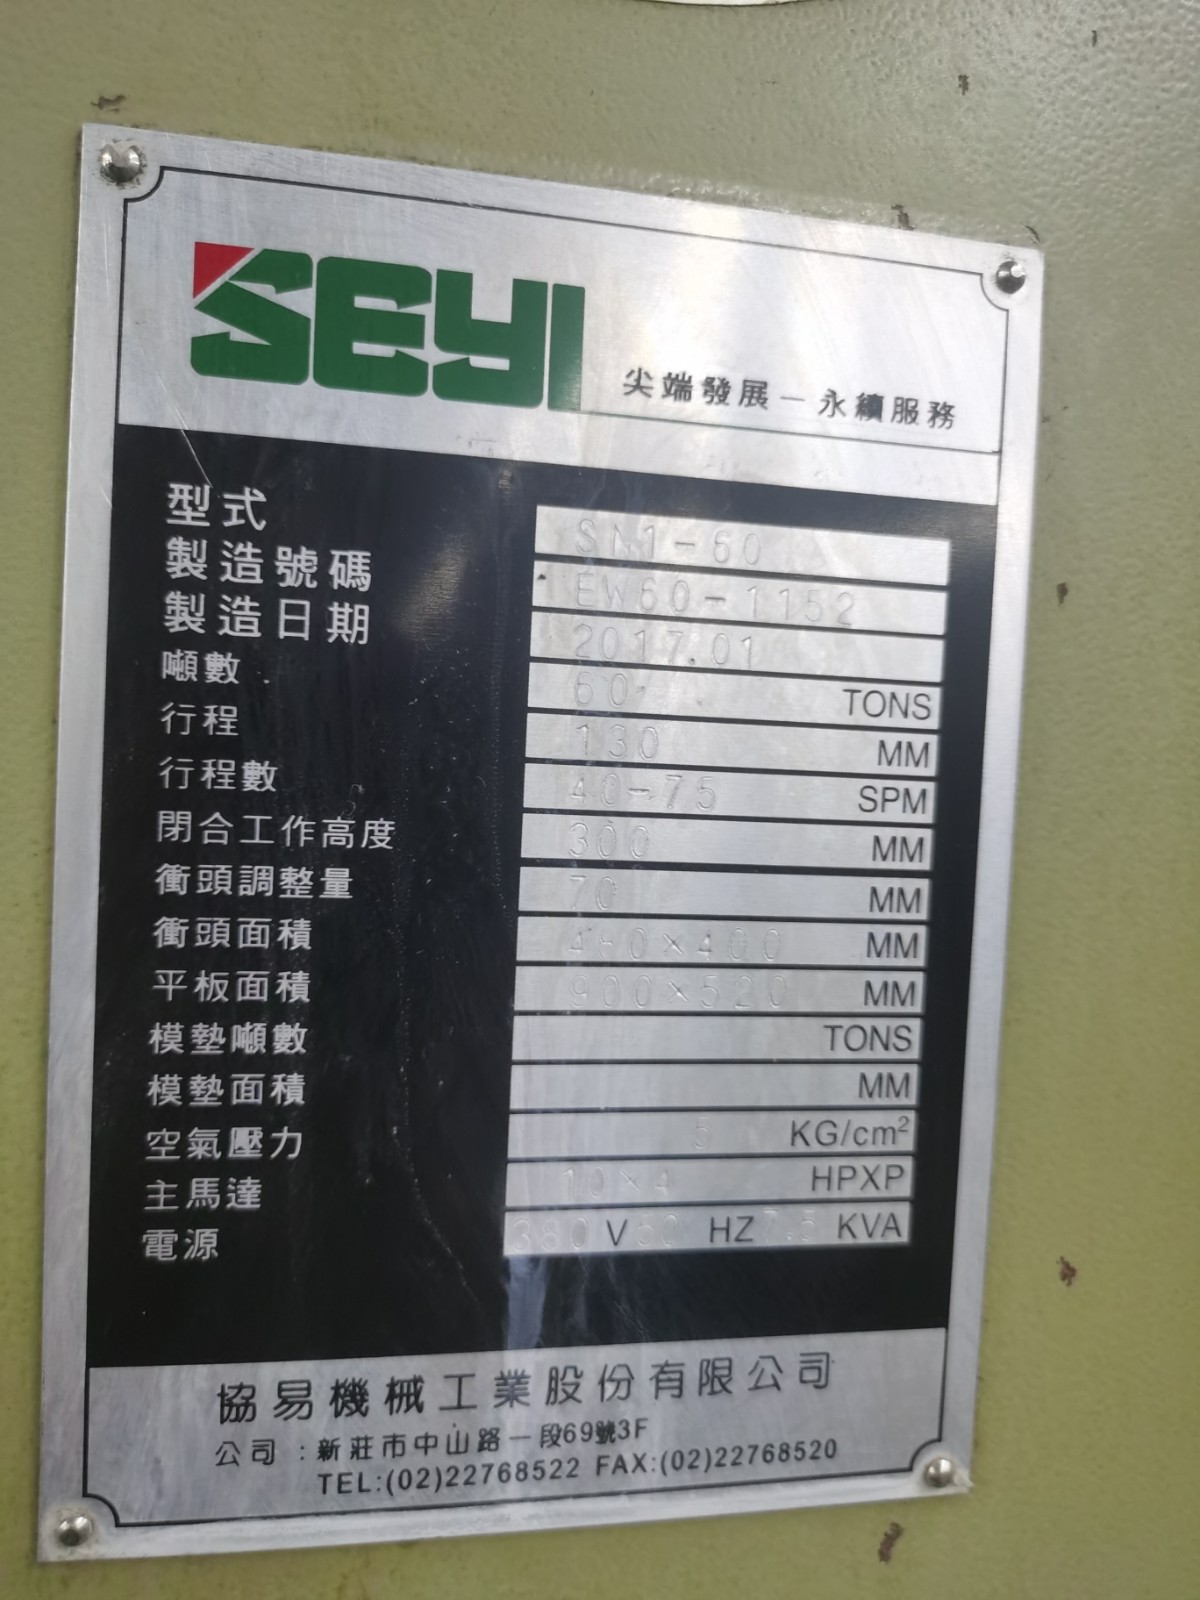 SEYI
尖端發展－永續服務
型式 SN1-60
製造號碼 EW60-1152
製造日期 2017.01
噸數 60 TONS
行程 130 MM
行程數 40-75 SPM
閉合工作高度 300 MM
衝頭調整量 70 MM
衝頭面積 480×400 MM
平板面積 900×520 MM
模墊噸數 TONS
模墊面積 MM
空氣壓力 5 KG/cm²
主馬達 10×4 HPXP
電源 380 V 50 HZ 7.5 KVA
協易機械工業股份有限公司
公司：新莊市中山路一段69號3F
TEL:(02)22768522 FAX:(02)22768520